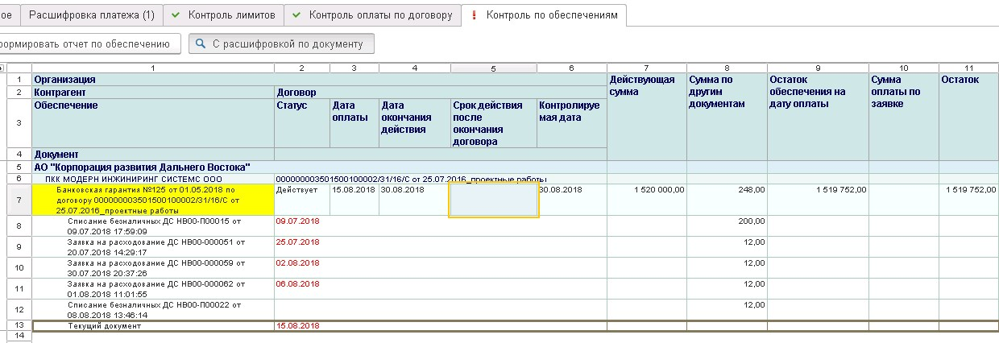 ое Расшифровка платежа (1) Контроль лимитов Контроль оплаты по договору ! Контроль по обеспечениям
формировать отчет по обеспечению С расшифровкой по документу
1 2 3 4 5 6 7 8 9 10 11
1 Организация Действующая сумма Сумма по другим документам Остаток обеспечения на дату оплаты Сумма оплаты по заявке Остаток
2 Контрагент Договор
3 Обеспечение Статус Дата оплаты Дата окончания действия Срок действия после окончания договора Контролируемая дата
4 Документ
5 АО "Корпорация развития Дальнего Востока"
6 ПКК МОДЕРН ИНЖИНИРИНГ СИСТЕМС ООО 000000003501500100002/31/16/С от 25.07.2016_проектные работы
7 Банковская гарантия №125 от 01.05.2018 по Действует 15.08.2018 30.08.2018 30.08.2018 1 520 000,00 248,00 1 519 752,00 1 519 752,00
договору 000000003501500100002/31/16/С от
25.07.2016_проектные работы
8 Списание безналичных ДС НВ00-П00015 от 09.07.2018 200,00
09.07.2018 17:59:09
9 Заявка на расходование ДС НВ00-000051 от 25.07.2018 12,00
20.07.2018 14:29:17
10 Заявка на расходование ДС НВ00-000059 от 02.08.2018 12,00
30.07.2018 20:37:26
11 Заявка на расходование ДС НВ00-000062 от 06.08.2018 12,00
01.08.2018 11:01:55
12 Списание безналичных ДС НВ00-П00022 от 12,00
08.08.2018 13:46:14
13 Текущий документ 15.08.2018
14